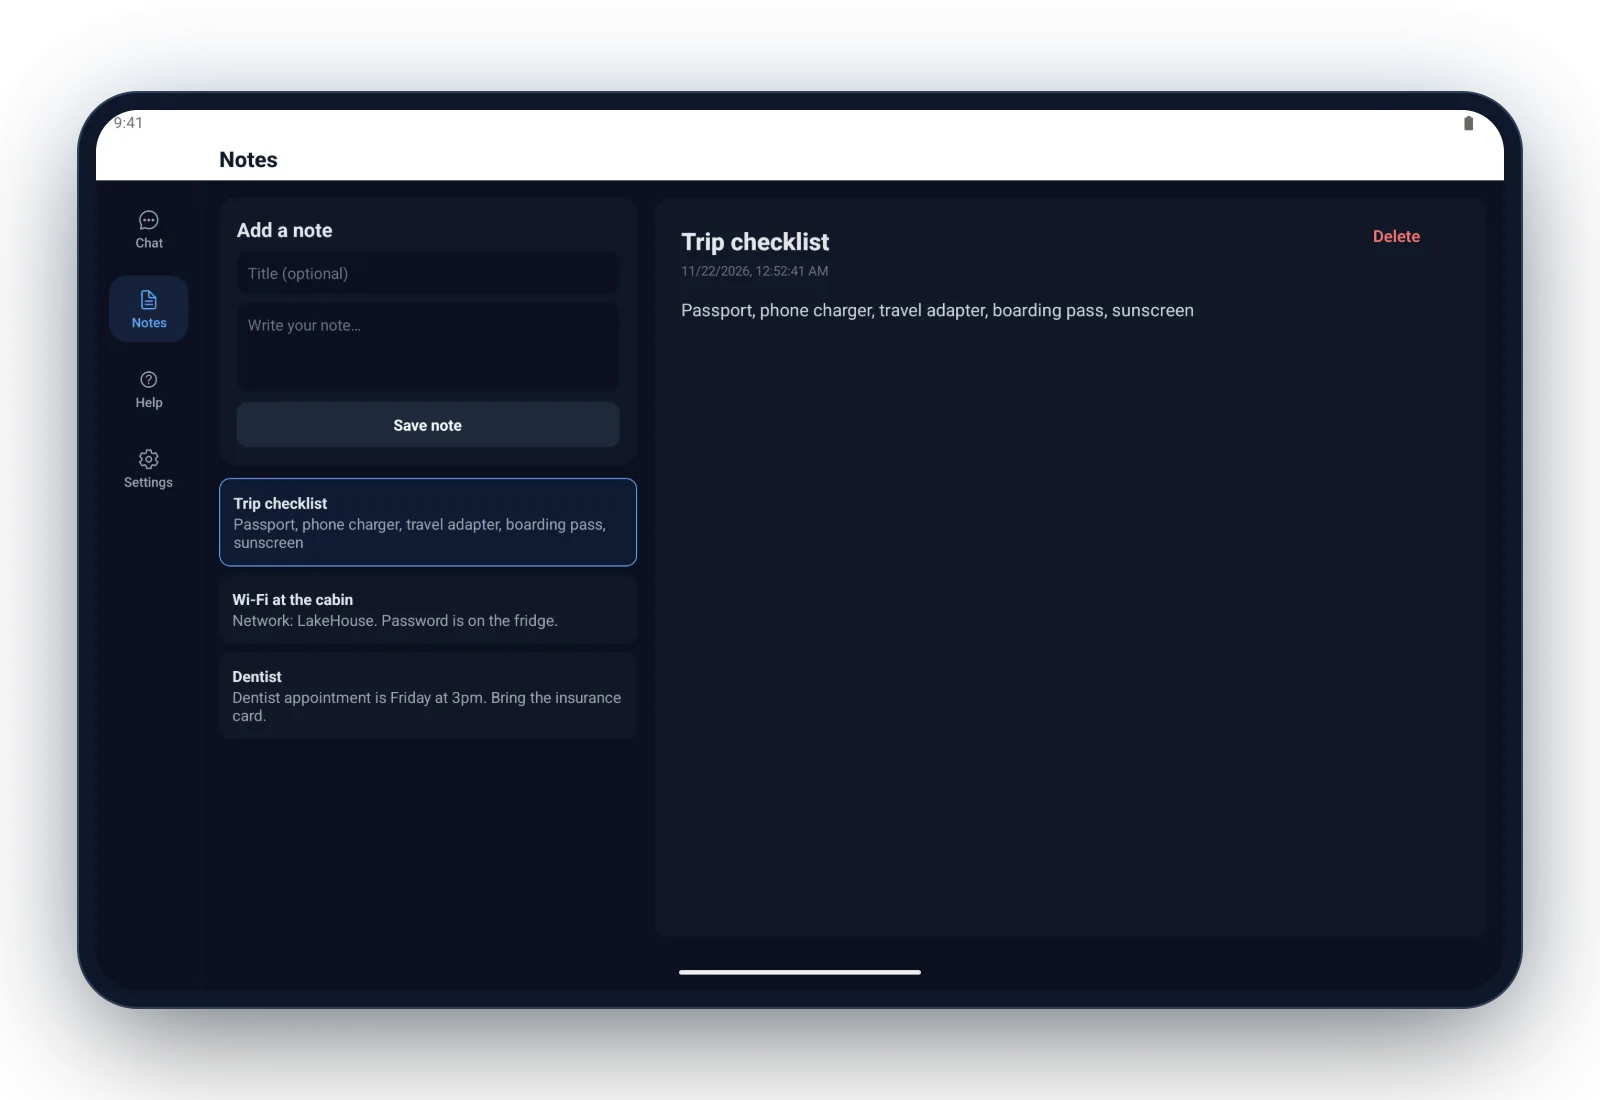 9:41
Notes
Chat
Notes
Help
Settings
Add a note
Title (optional)
Write your note…
Save note
Trip checklist
Passport, phone charger, travel adapter, boarding pass,
sunscreen
Wi-Fi at the cabin
Network: LakeHouse. Password is on the fridge.
Dentist
Dentist appointment is Friday at 3pm. Bring the insurance
card.
Trip checklist
Delete
11/22/2026, 12:52:41 AM
Passport, phone charger, travel adapter, boarding pass, sunscreen